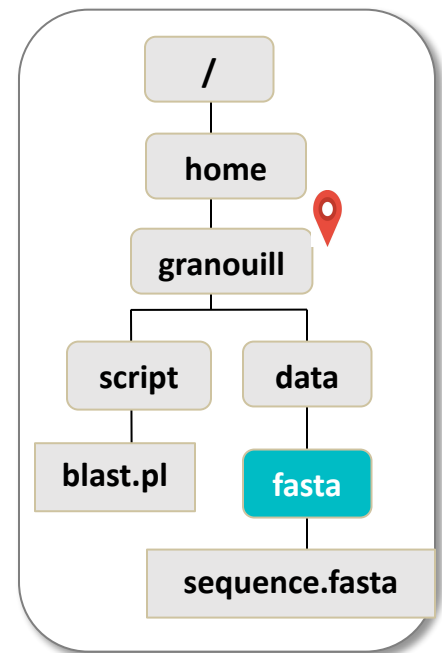 /
home
granouill
script
data
blast.pl
fasta
sequence.fasta